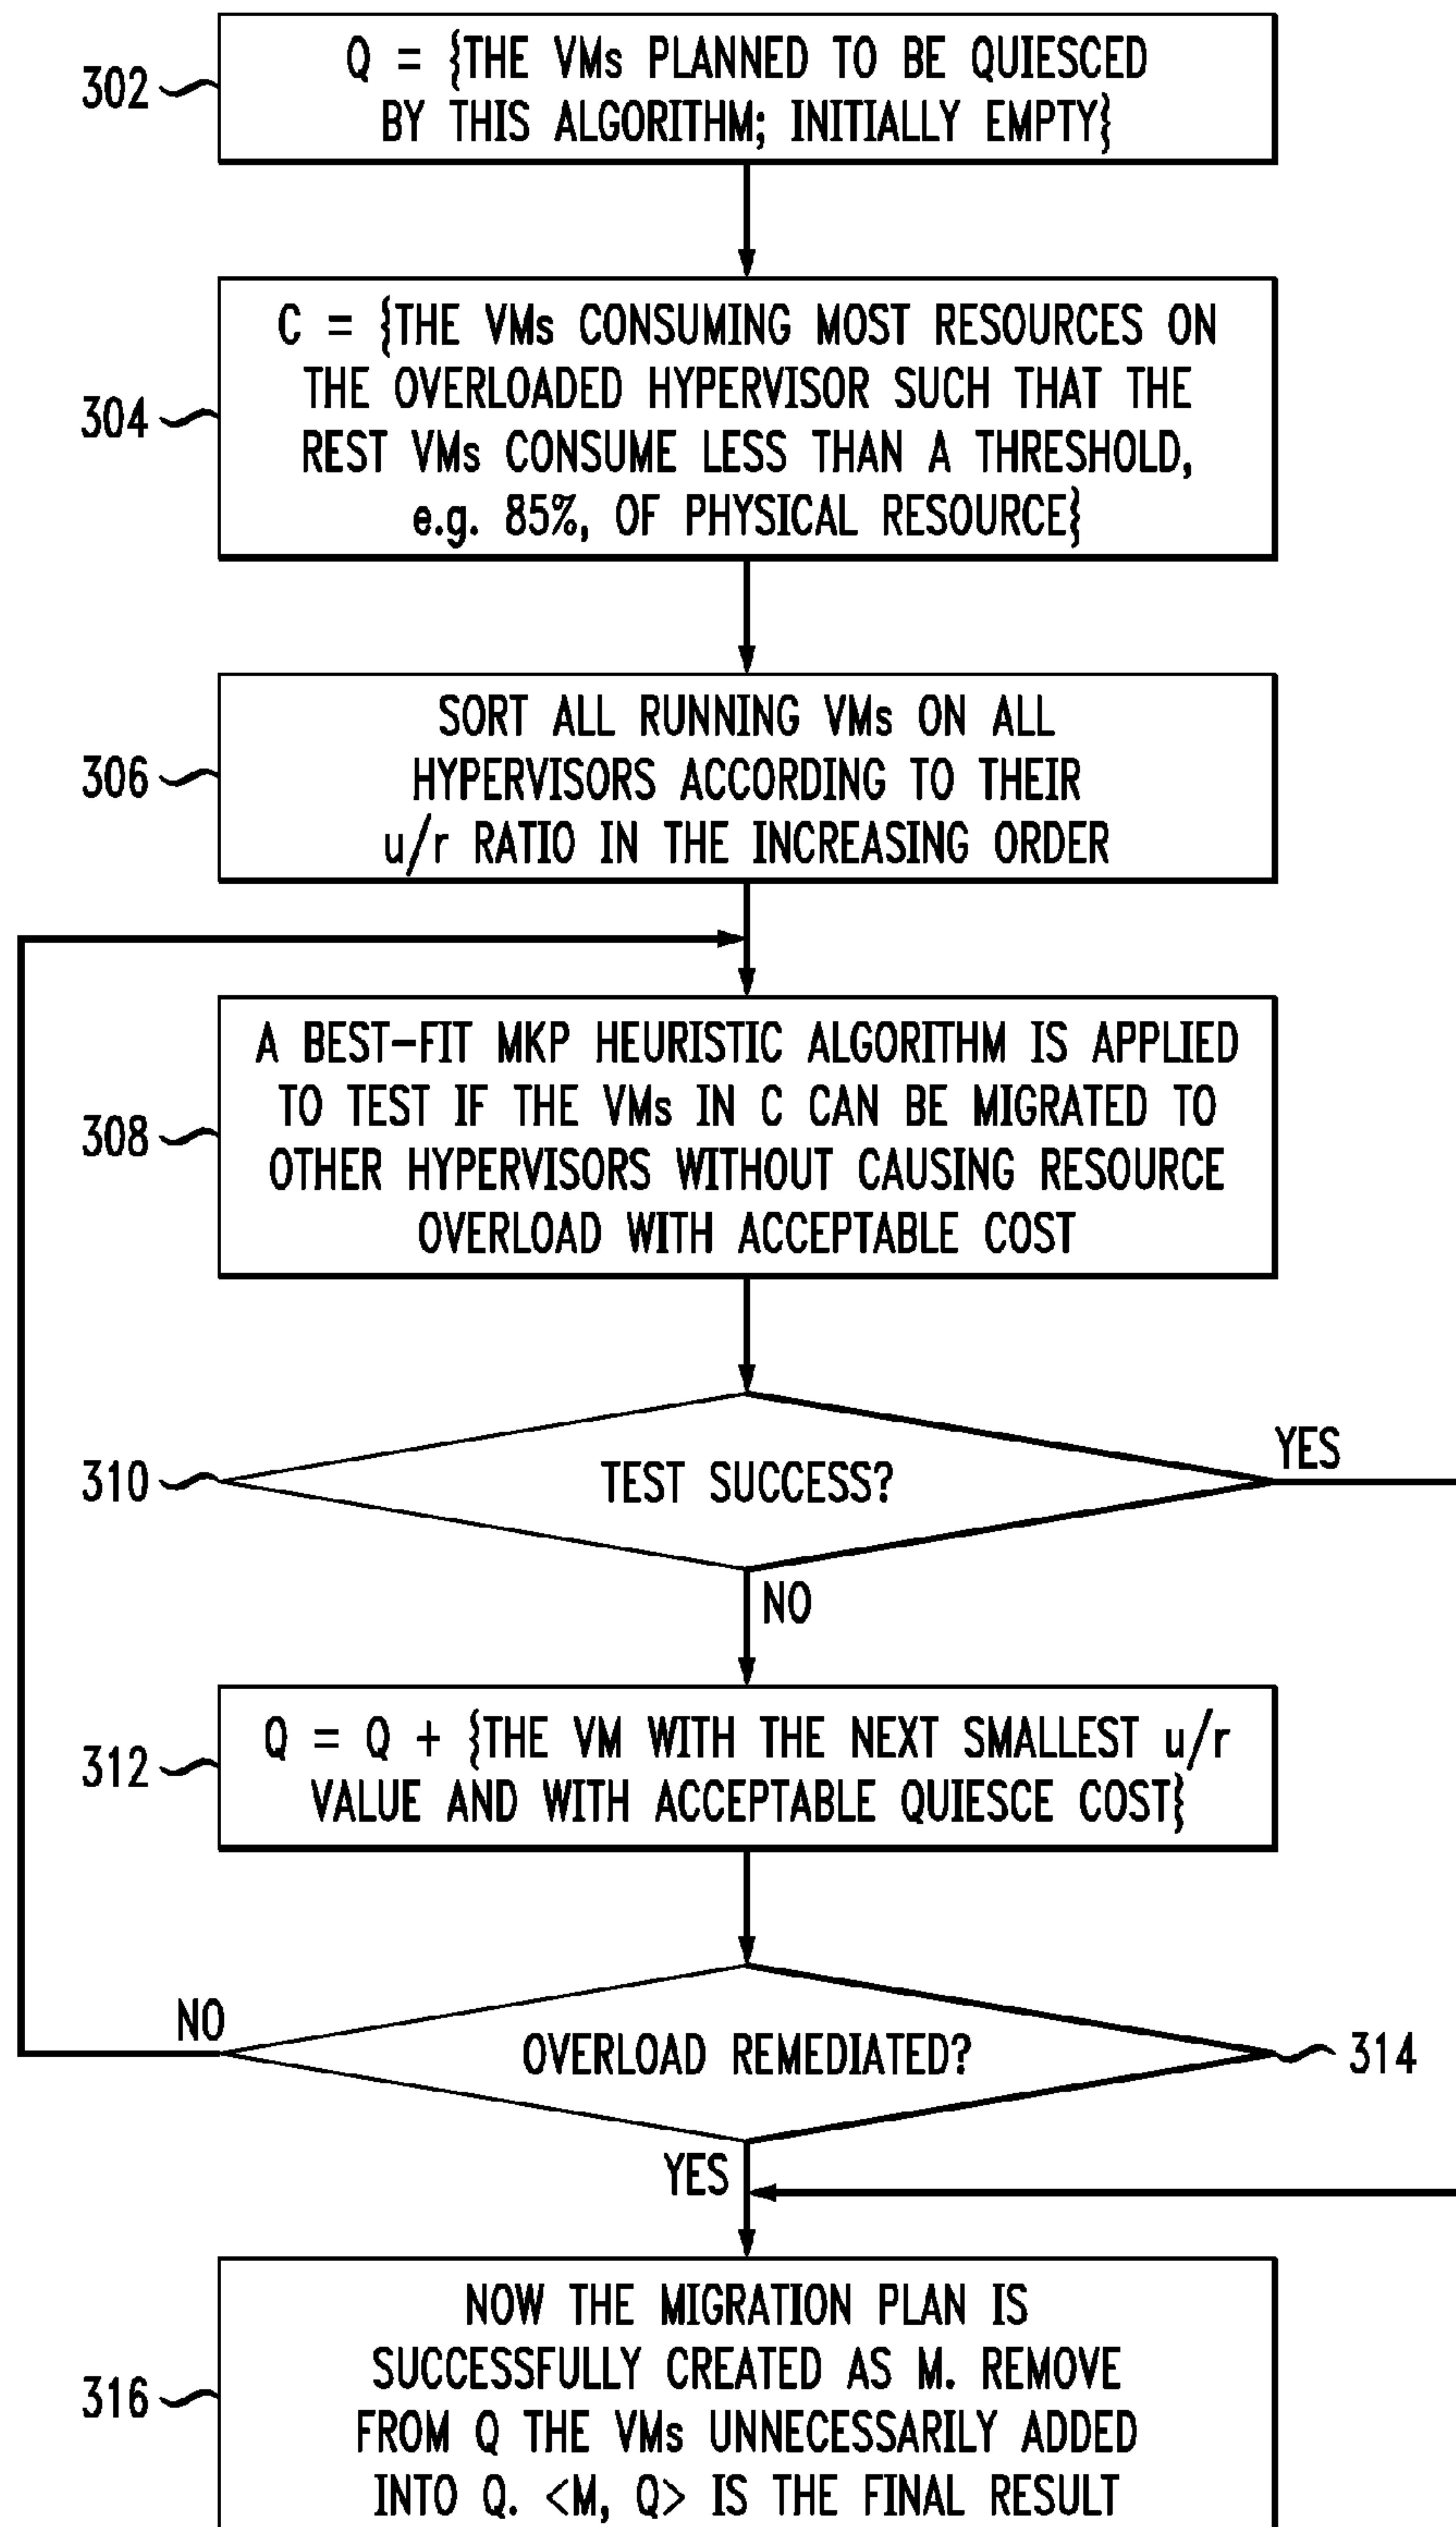 302
Q = {THE VMs PLANNED TO BE QUIESCED
BY THIS ALGORITHM; INITIALLY EMPTY}
304
C = {THE VMs CONSUMING MOST RESOURCES ON
THE OVERLOADED HYPERVISOR SUCH THAT THE
REST VMs CONSUME LESS THAN A THRESHOLD,
e.g. 85%, OF PHYSICAL RESOURCE}
306
SORT ALL RUNNING VMs ON ALL
HYPERVISORS ACCORDING TO THEIR
u/r RATIO IN THE INCREASING ORDER
308
A BEST-FIT MKP HEURISTIC ALGORITHM IS APPLIED
TO TEST IF THE VMs IN C CAN BE MIGRATED TO
OTHER HYPERVISORS WITHOUT CAUSING RESOURCE
OVERLOAD WITH ACCEPTABLE COST
310
TEST SUCCESS?
YES
NO
312
Q = Q + {THE VM WITH THE NEXT SMALLEST u/r
VALUE AND WITH ACCEPTABLE QUIESCE COST}
NO
OVERLOAD REMEDIATED?
314
YES
316
NOW THE MIGRATION PLAN IS
SUCCESSFULLY CREATED AS M. REMOVE
FROM Q THE VMs UNNECESSARILY ADDED
INTO Q. <M, Q> IS THE FINAL RESULT